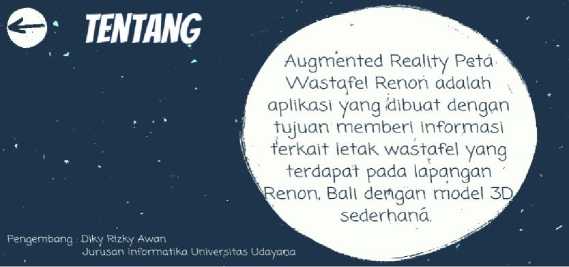 TENTANG
Augmented Reality Peta
Wastafel Renon adalah
aplikasi yang dibuat dengan
tujuan memberi informasi
terkait letak wastafel yang
terdapat pada lapangan
Renon, Bali dengan model 3D
sederhana.
Pengembang : Diky Rizky Awan
Jurusan Informatika Universitas Udayana